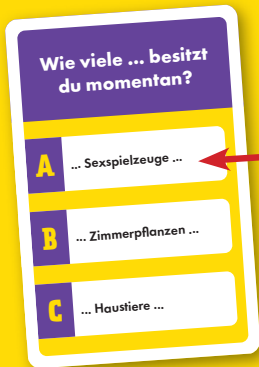 Wie viele ... besitzt
du momentan?
A
... Sexspielzeuge ...
B
... Zimmerpflanzen ...
C
... Haustiere ...